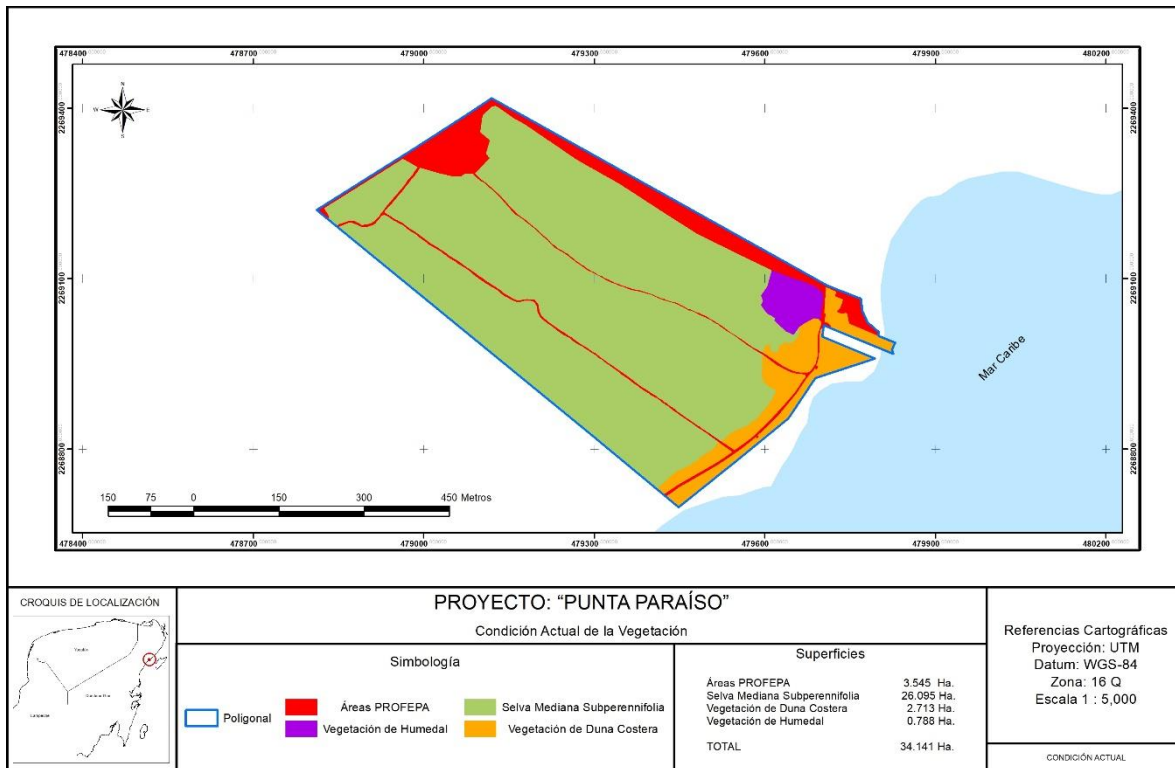 478400 478700 479000 479300 479600 479900 480200
2269400 2269400
2269100 2269100
2268800 2268800
N
W E
S
Mar Caribe
150 75 0 150 300 450 Metros
478400 478700 479000 479300 479600 479900 480200
CROQUIS DE LOCALIZACIÓN
PROYECTO: “PUNTA PARAÍSO”
Condición Actual de la Vegetación
Simbología
Poligonal
Áreas PROFEPA
Selva Mediana Subperennifolia
Vegetación de Humedal
Vegetación de Duna Costera
Superficies
Áreas PROFEPA 3.545 Ha.
Selva Mediana Subperennifolia 26.095 Ha.
Vegetación de Duna Costera 2.713 Ha.
Vegetación de Humedal 0.788 Ha.
TOTAL 34.141 Ha.
Referencias Cartográficas
Proyección: UTM
Datum: WGS-84
Zona: 16 Q
Escala 1 : 5,000
CONDICIÓN ACTUAL